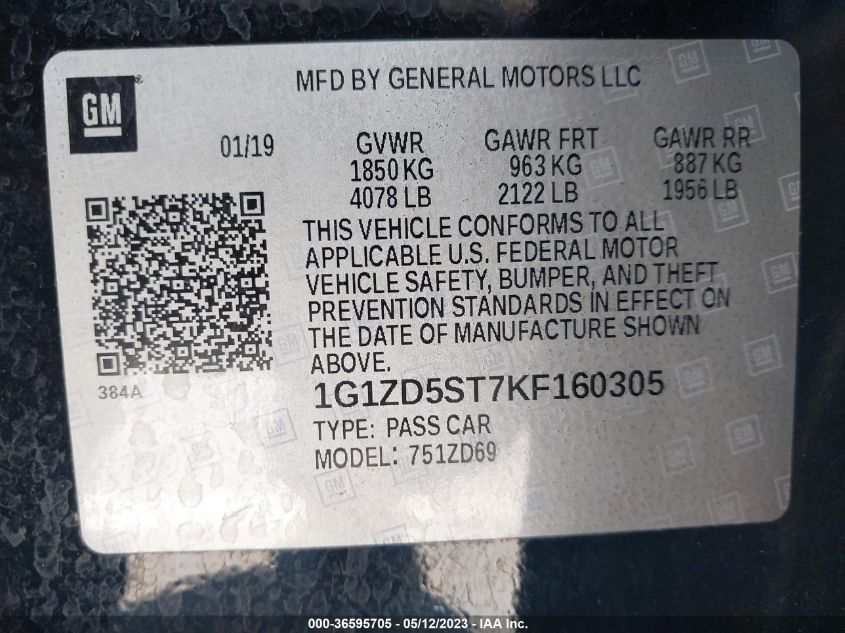 GM
MFD BY GENERAL MOTORS LLC
01/19
GVWR GAWR FRT GAWR RR
1850 KG 963 KG 887 KG
4078 LB 2122 LB 1956 LB
THIS VEHICLE CONFORMS TO ALL
APPLICABLE U.S. FEDERAL MOTOR
VEHICLE SAFETY, BUMPER, AND THEFT
PREVENTION STANDARDS IN EFFECT ON
THE DATE OF MANUFACTURE SHOWN
ABOVE.
384A
1G1ZD5ST7KF160305
TYPE: PASS CAR
MODEL: 751ZD69
000-36595705 - 05/12/2023 - IAA Inc.